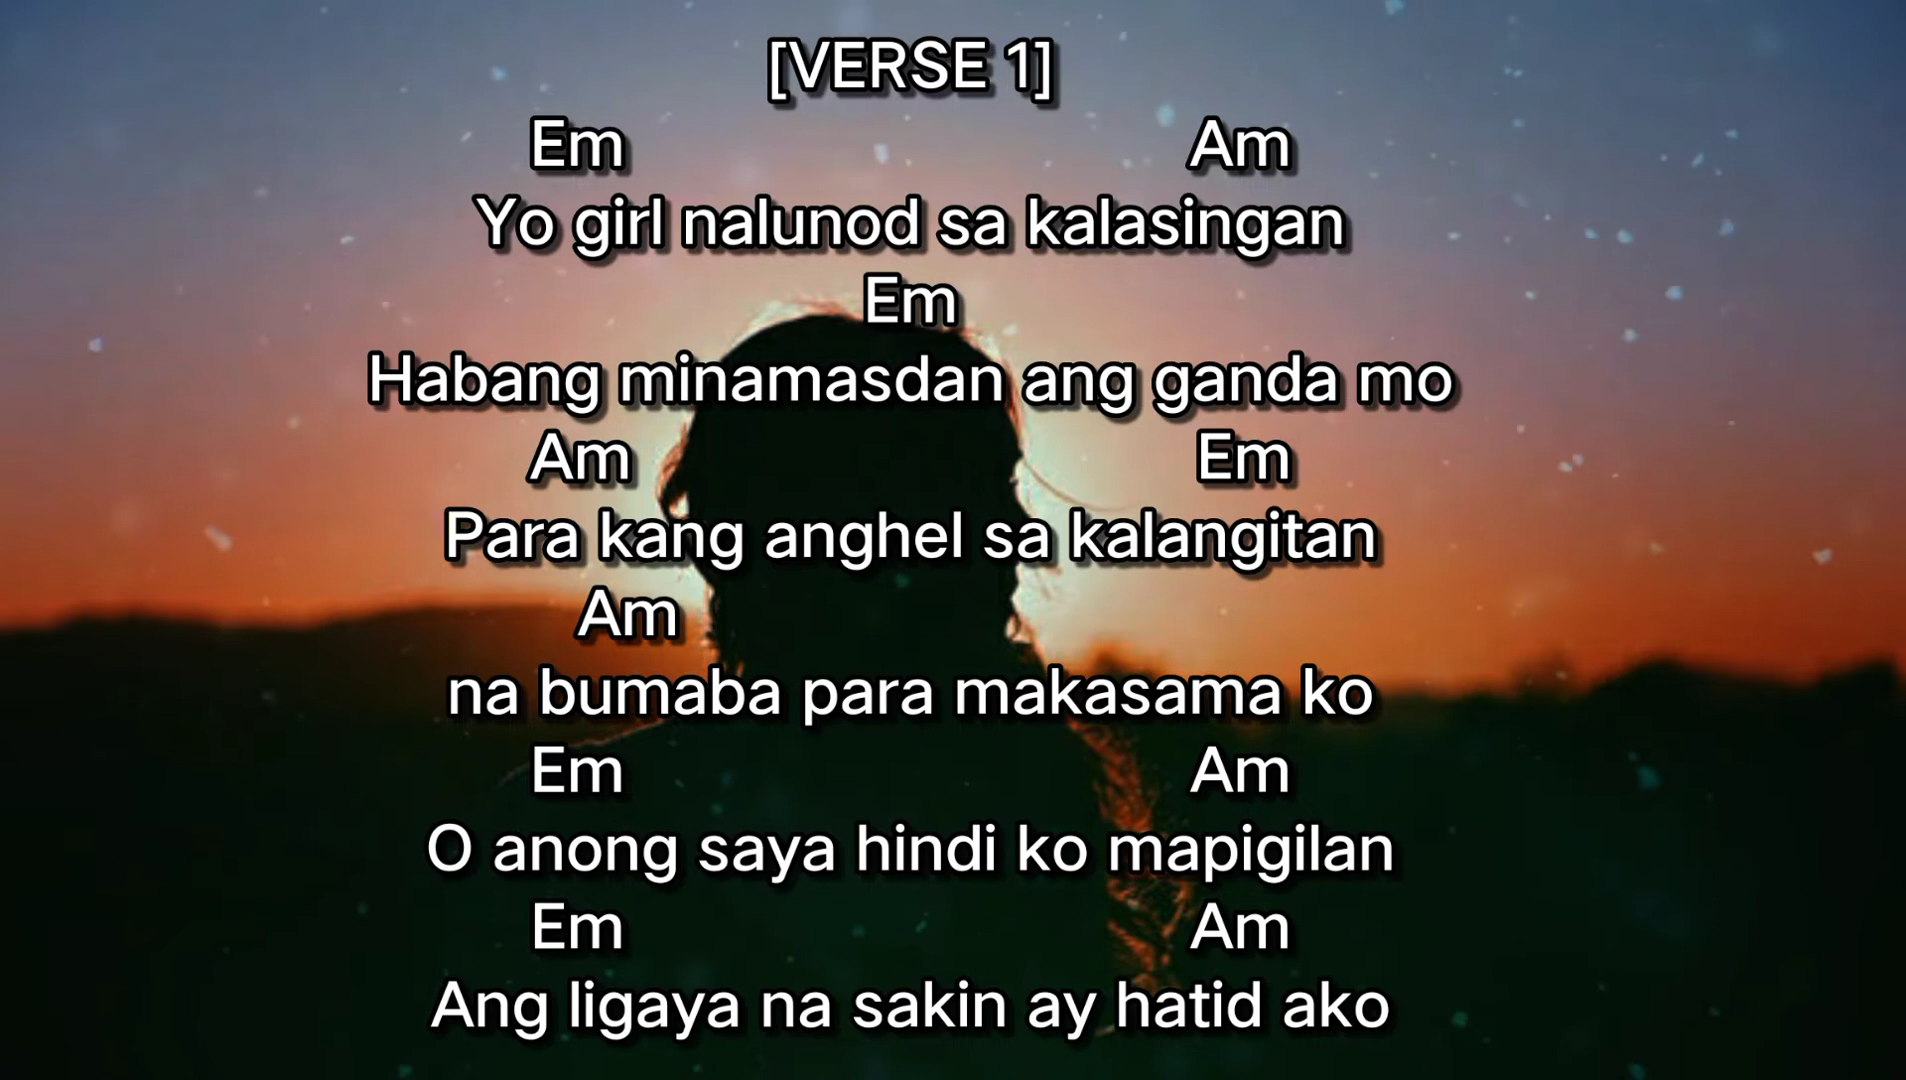 [VERSE 1]
Em Am
Yo girl nalunod sa kalasingan
Em
Habang minamasdan ang ganda mo
Am Em
Para kang anghel sa kalangitan
Am
na bumaba para makasama ko
Em Am
O anong saya hindi ko mapigilan
Em Am
Ang ligaya na sakin ay hatid ako